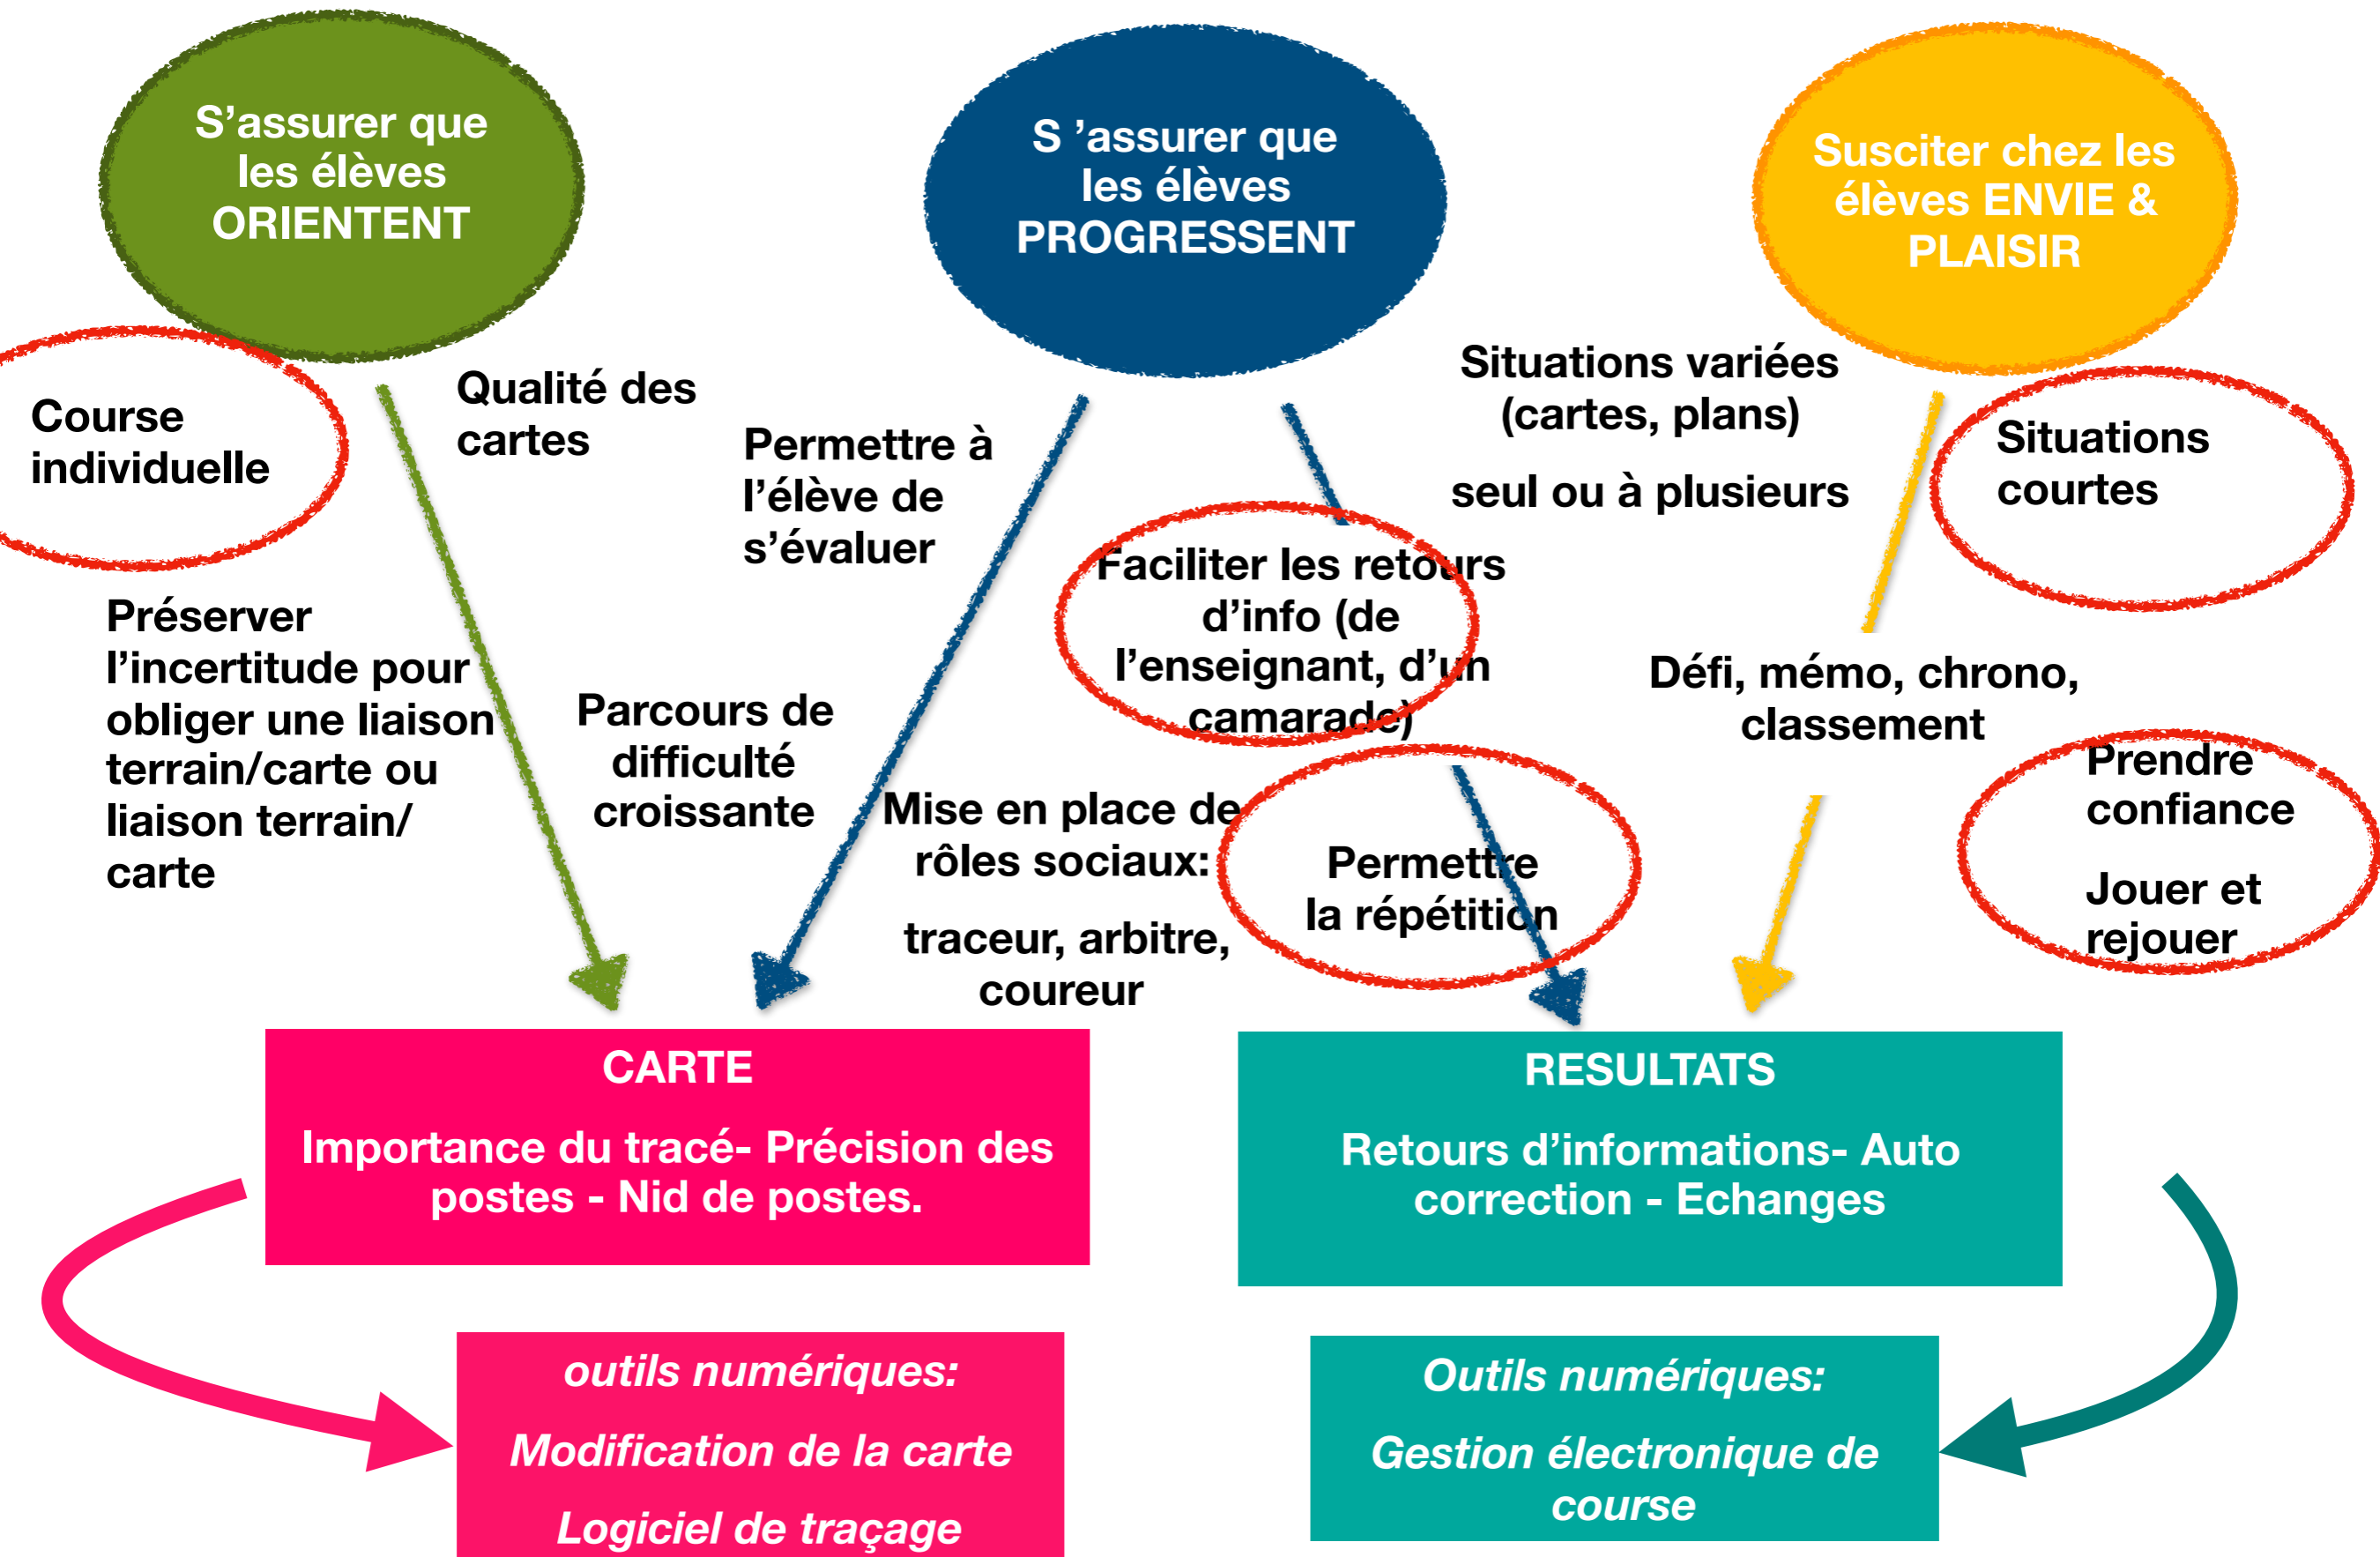 S’assurer que
les élèves
ORIENTENT
S ’assurer que
les élèves
PROGRESSENT
Susciter chez les
élèves ENVIE &
PLAISIR
Course
individuelle
Qualité des
cartes
Permettre à
l’élève de
s’évaluer
Situations variées
(cartes, plans)
seul ou à plusieurs
Situations
courtes
Préserver
l’incertitude pour
obliger une liaison
terrain/carte ou
liaison terrain/
carte
Parcours de
difficulté
croissante
Faciliter les retours
d’info (de
l’enseignant, d’un
camarade)
Défi, mémo, chrono,
classement
Mise en place de
rôles sociaux:
traceur, arbitre,
coureur
Permettre
la répétition
Prendre
confiance
Jouer et
rejouer
CARTE
Importance du tracé- Précision des
postes - Nid de postes.
RESULTATS
Retours d’informations- Auto
correction - Echanges
outils numériques:
Modification de la carte
Logiciel de traçage
Outils numériques:
Gestion électronique de
course